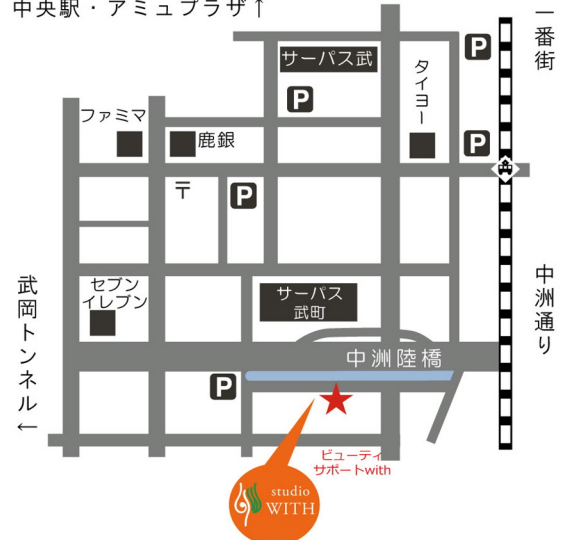 中央駅・アミュプラザ↑
一番街
P
サーパス武
タイヨー
P
ファミマ
鹿銀
P
〒
P
セブン
イレブン
サーパス
武町
中洲通り
武岡トンネル←
中洲陸橋
P
ビューティ
サポートwith
studio
WITH